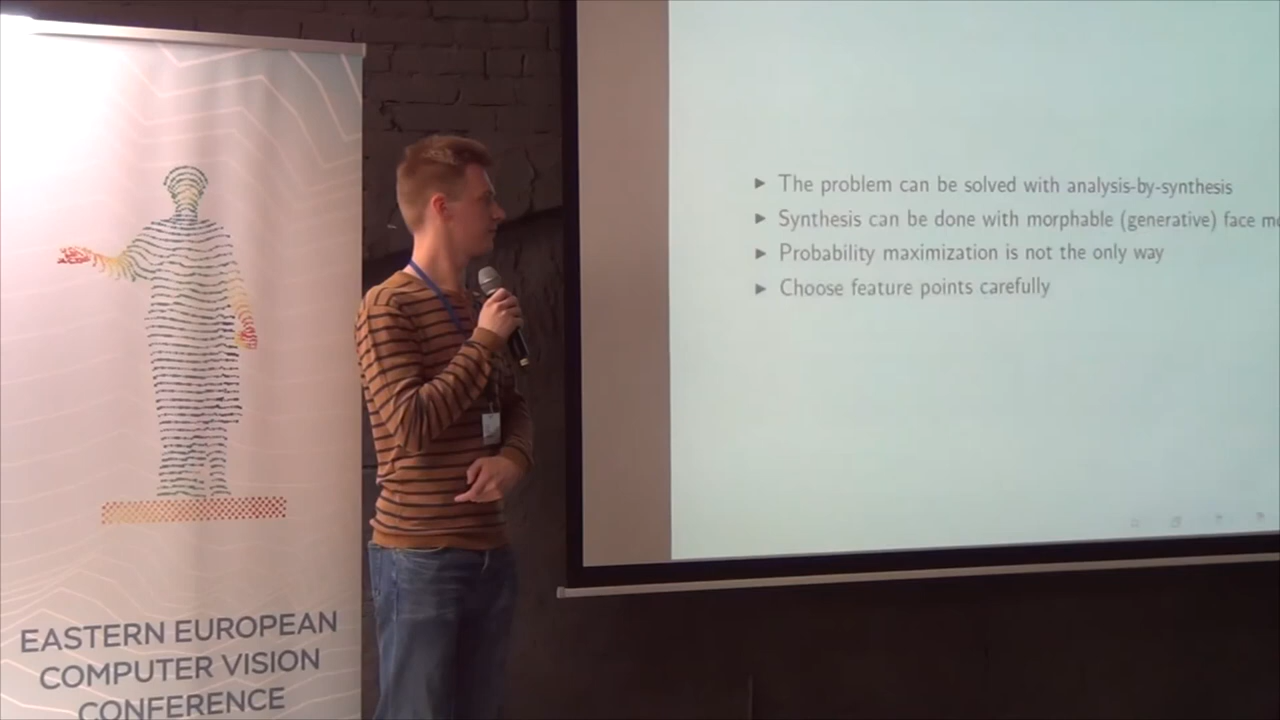 The problem can be solved with analysis-by-synthesis
Synthesis can be done with morphable (generative) face
Probability maximization is not the only way
Choose feature points carefully
EASTERN EUROPEAN
COMPUTER VISION
CONFERENCE